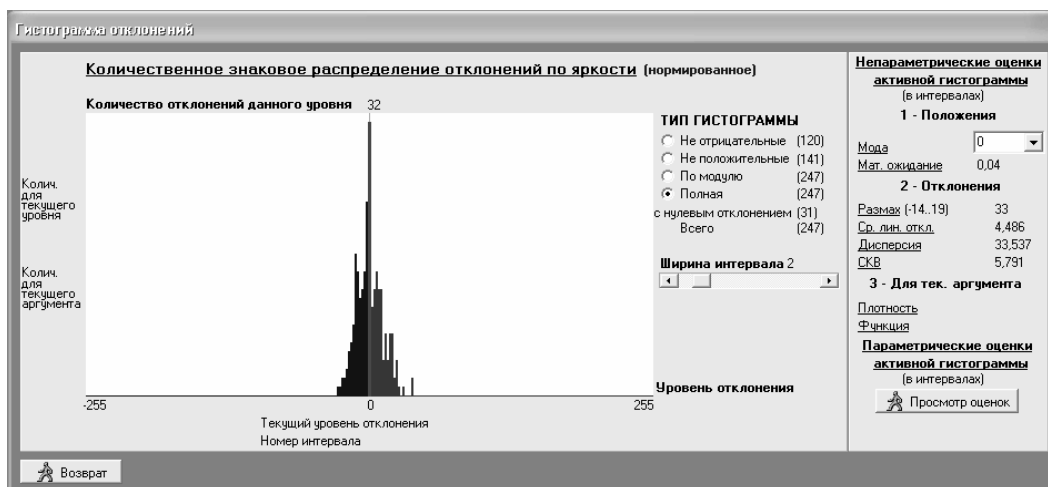 Гистограмма отклонений
Количественное знаковое распределение отклонений по яркости (нормированное)
Количество отклонений данного уровня 32
Колич.
для
текущего
уровня
Колич.
для
текущего
аргумента
-255 0 255
Уровень отклонения
Текущий уровень отклонения
Номер интервала
ТИП ГИСТОГРАММЫ
Не отрицательные (120)
Не положительные (141)
По модулю (247)
Полная (247)
с нулевым отклонением (31)
Всего (247)
Ширина интервала 2
Непараметрические оценки
активной гистограммы
(в интервалах)
1 - Положения
Мода 0
Мат. ожидание 0,04
2 - Отклонения
Размах (-14..19) 33
Ср. лин. откл. 4,486
Дисперсия 33,537
СКВ 5,791
3 - Для тек. аргумента
Плотность
Функция
Параметрические оценки
активной гистограммы
(в интервалах)
Просмотр оценок
Возврат